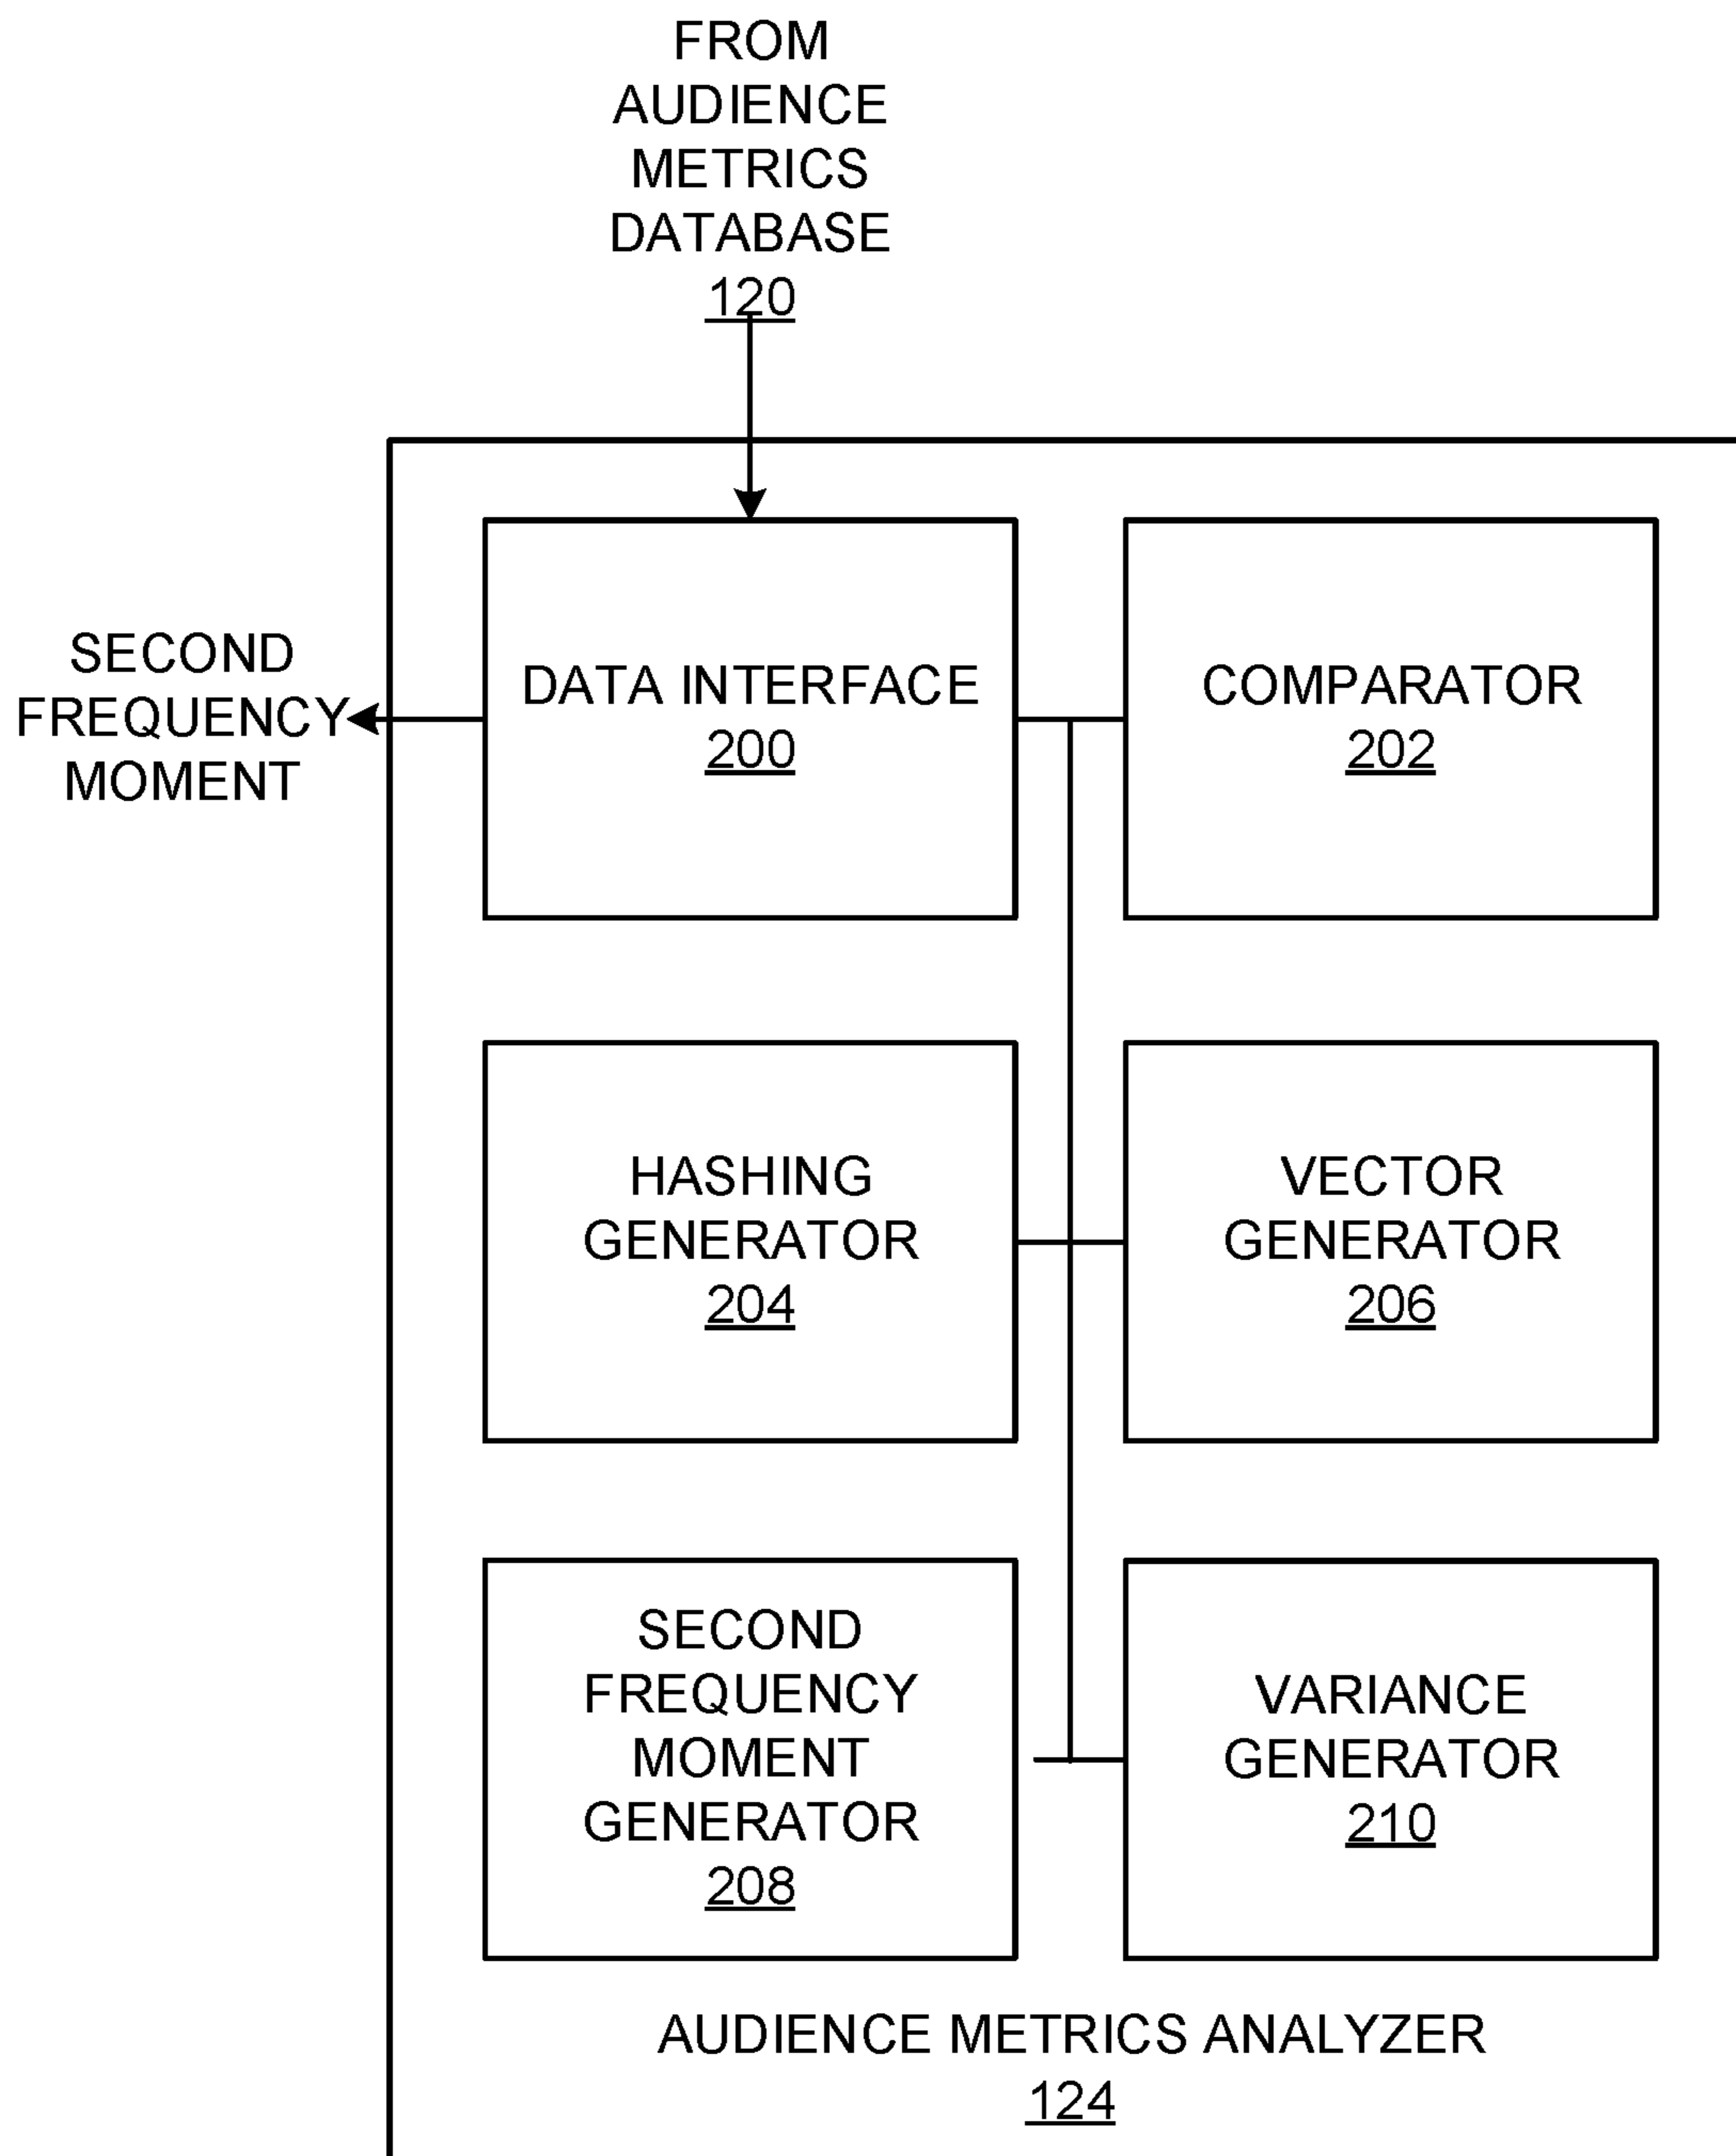 FROM
AUDIENCE
METRICS
DATABASE
120
SECOND
FREQUENCY
MOMENT
DATA INTERFACE
200
COMPARATOR
202
HASHING
GENERATOR
204
VECTOR
GENERATOR
206
SECOND
FREQUENCY
MOMENT
GENERATOR
208
VARIANCE
GENERATOR
210
AUDIENCE METRICS ANALYZER
124